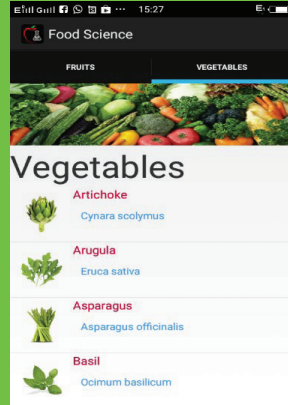 15:27
Food Science
FRUITS
VEGETABLES
Vegetables
Artichoke
Cynara scolymus
Arugula
Eruca sativa
Asparagus
Asparagus officinalis
Basil
Ocimum basilicum